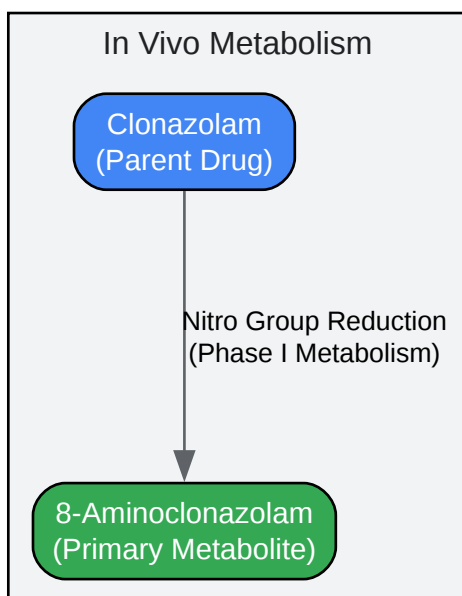 In Vivo Metabolism
Clonazolam
(Parent Drug)
Nitro Group Reduction
(Phase I Metabolism)
8-Aminoclonazolam
(Primary Metabolite)